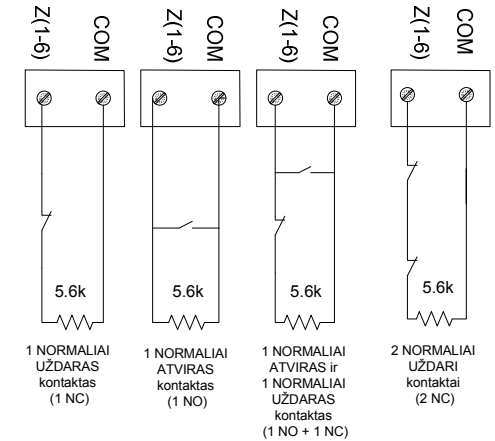 Z(1-6)
COM
Z(1-6)
COM
Z(1-6)
COM
Z(1-6)
COM
5.6k
5.6k
5.6k
5.6k
1 NORMALIAI
UŽDARAS
kontaktas
(1 NC)
1 NORMALIAI
ATVIRAS
kontaktas
(1 NO)
1 NORMALIAI
ATVIRAS ir
1 NORMALIAI
UŽDARAS
kontaktas
(1 NO + 1 NC)
2 NORMALIAI
UŽDARI
kontaktai
(2 NC)